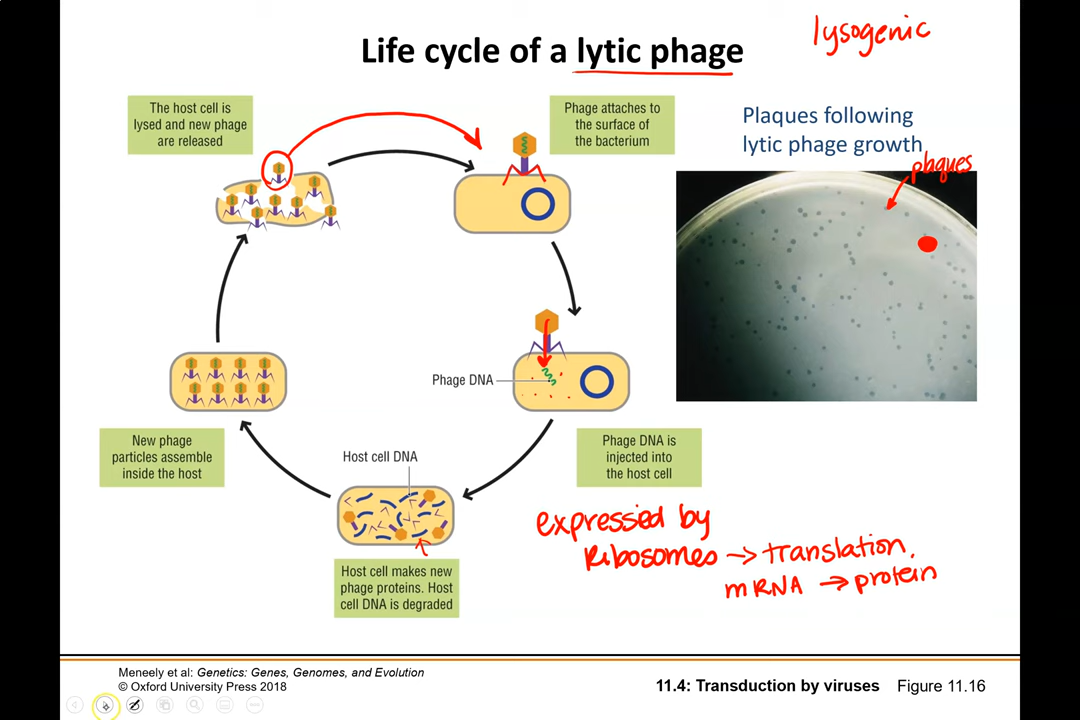 lysogenic
Life cycle of a lytic phage
The host cell is
lysed and new phage
are released
Phage attaches to
the surface of
the bacterium
Plaques following
lytic phage growth
plaques
Phage DNA
New phage
particles assemble
inside the host
Host cell DNA
Phage DNA is
injected into
the host cell
Host cell makes new
phage proteins. Host
cell DNA is degraded
expressed by
Ribosomes → translation.
mRNA → protein
Meneely et al: Genetics: Genes, Genomes, and Evolution
© Oxford University Press 2018
11.4: Transduction by viruses Figure 11.16